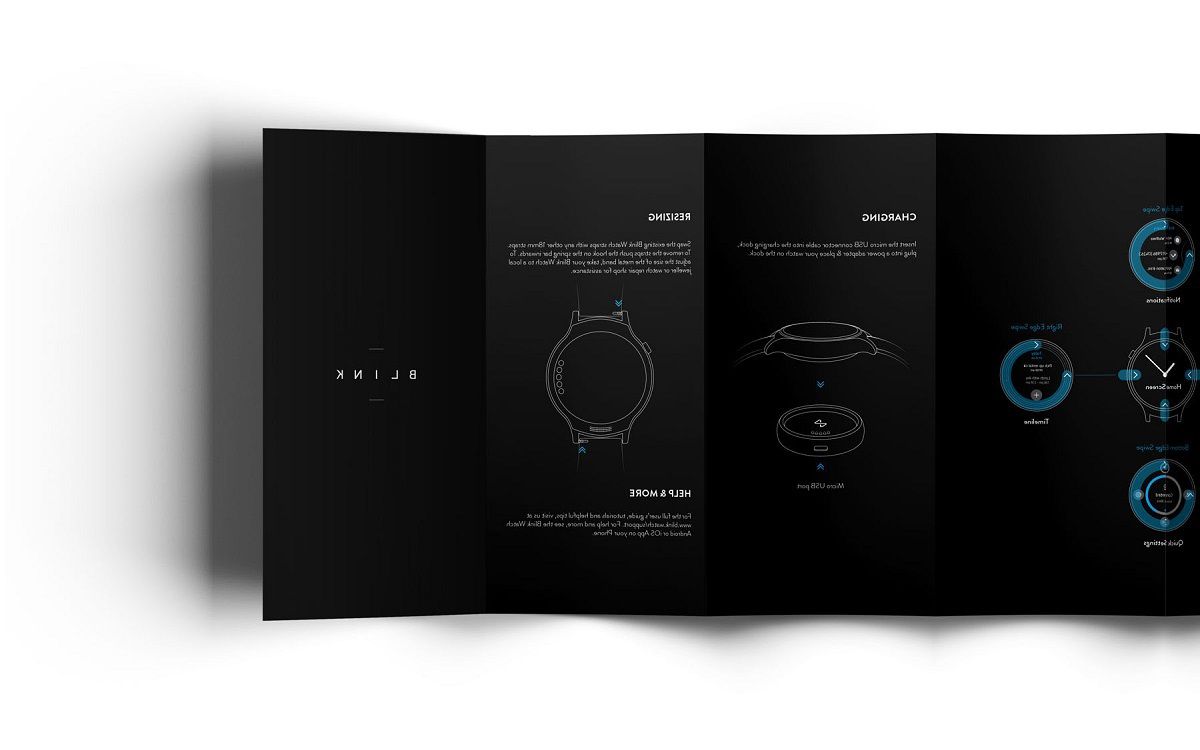 Top Edge Swipe
Notifications
Home Screen
Bottom Edge Swipe
Quick Settings
Right Edge Swipe
Timeline
CHARGING
Insert the micro USB connector cable into the charging dock,
plug into a power adapter & place your watch on the dock.
Micro USB port
RESIZING
Swap the existing Blink Watch straps with any other 18mm straps.
To remove the straps push the hook on the spring bar inwards. To
adjust the size of the metal band, take your Blink Watch to a local
jeweller or watch repair shop for assistance.
HELP & MORE
For the full user's guide, tutorials and helpful tips, visit us at
www.blink.watch/support. For help and more, see the Blink Watch
Android or iOS App on your Phone.
BLINK